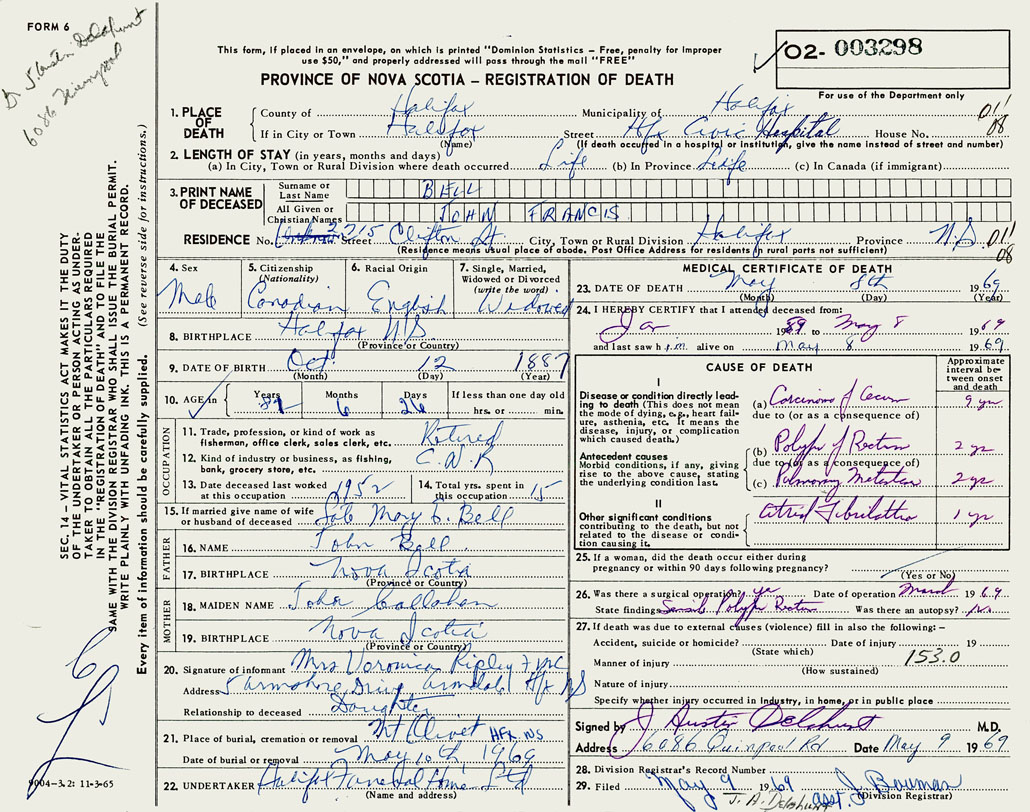 FORM 6
6086
This form, if placed in an envelope, on which is printed "Dominion Statistics – Free, penalty for improper
use $50," and properly addressed will pass through the mail "FREE"
PROVINCE OF NOVA SCOTIA – REGISTRATION OF DEATH
O2- 003298
For use of the Department only
1. PLACE OF DEATH
County of Halifax Municipality of Halifax
If in City or Town Halifax Street Hfx Civic Hospital House No.
(Name) (If death occurred in a hospital or institution, give the name instead of street and number)
01'
08
2. LENGTH OF STAY (in years, months and days)
(a) In City, Town or Rural Division where death occurred Life (b) In Province Life (c) In Canada (if immigrant)
3. PRINT NAME OF DECEASED
Surname or Last Name BELL
All Given or Christian Names JOHN FRANCIS
RESIDENCE No. 2715 Street Clifton St. City, Town or Rural Division Halifax Province N.S 01'
08
(Residence means usual place of abode. Post Office Address for residents in rural parts not sufficient)
4. Sex Male
5. Citizenship (Nationality) Canadian
6. Racial Origin English
7. Single, Married, Widowed or Divorced (write the word) Widowed
8. BIRTHPLACE Halifax NS
(Province or Country)
9. DATE OF BIRTH Oct. 12 1887
(Month) (Day) (Year)
10. AGE in Years 81 Months 6 Days 26 If less than one day old hrs. or min.
OCCUPATION
11. Trade, profession, or kind of work as fisherman, office clerk, sales clerk, etc. Retired
12. Kind of industry or business, as fishing, bank, grocery store, etc. C.N.R
13. Date deceased last worked at this occupation 1952
14. Total yrs. spent in this occupation 15
15. If married give name of wife or husband of deceased Late Mary E. Bell
FATHER
16. NAME John Bell
17. BIRTHPLACE Nova Scotia
(Province or Country)
MOTHER
18. MAIDEN NAME Callahan
19. BIRTHPLACE Nova Scotia
(Province or Country)
20. Signature of informant Mrs. Veronica Ripley
Address 5 Drive Armdale Hfx NS
Relationship to deceased Daughter
21. Place of burial, cremation or removal Mt Olivet HFX NS
Date of burial or removal May 10th 1969
22. UNDERTAKER Halifax Funeral Home Ltd
(Name and address)
MEDICAL CERTIFICATE OF DEATH
23. DATE OF DEATH May 8th 1969
(Month) (Day) (Year)
24. I HEREBY CERTIFY that I attended deceased from:
Jan 19 to May 8 1969
and last saw him alive on May 8 1969
CAUSE OF DEATH
Approximate interval between onset and death
I
Disease or condition directly leading to death (This does not mean the mode of dying, e.g., heart failure, asthenia, etc. It means the disease, injury, or complication which caused death.)
(a) Carcinoma of Cecum
due to (or as a consequence of)
Antecedent causes
Morbid conditions, if any, giving rise to the above cause, stating the underlying condition last.
(b) Polyp of Rectum 2 yrs
due to (or as a consequence of)
(c) Pulmonary 2 yrs
II
Other significant conditions contributing to the death, but not related to the disease or condition causing it.
Atrial Fibrillation 1 yr
25. If a woman, did the death occur either during pregnancy or within 90 days following pregnancy?
(Yes or No)
26. Was there a surgical operation? yes Date of operation March 1969
State findings Polyp Rectum Was there an autopsy? No
27. If death was due to external causes (violence) fill in also the following: –
Accident, suicide or homicide? Date of injury 19
(State which)
Manner of injury 153.0
(How sustained)
Nature of injury
Specify whether injury occurred in Industry, in home, or in public place
Signed by J. Austin Delahunt M.D.
Address 6086 Quinpool Rd Date May 9 1969
28. Division Registrar's Record Number
29. Filed May 9 1969
(Division Registrar)
SEC. 14 – VITAL STATISTICS ACT MAKES IT THE DUTY
OF THE UNDERTAKER OR PERSON ACTING AS UNDER-
TAKER TO OBTAIN ALL THE PARTICULARS REQUIRED
IN THE "REGISTRATION OF DEATH" AND TO FILE THE
SAME WITH THE DIVISION REGISTRAR WHO SHALL ISSUE THE BURIAL PERMIT.
WRITE PLAINLY WITH UNFADING INK. THIS IS A PERMANENT RECORD.
Every item of information should be carefully supplied. (See reverse side for instructions.)
9004-3.2: 11-3-65